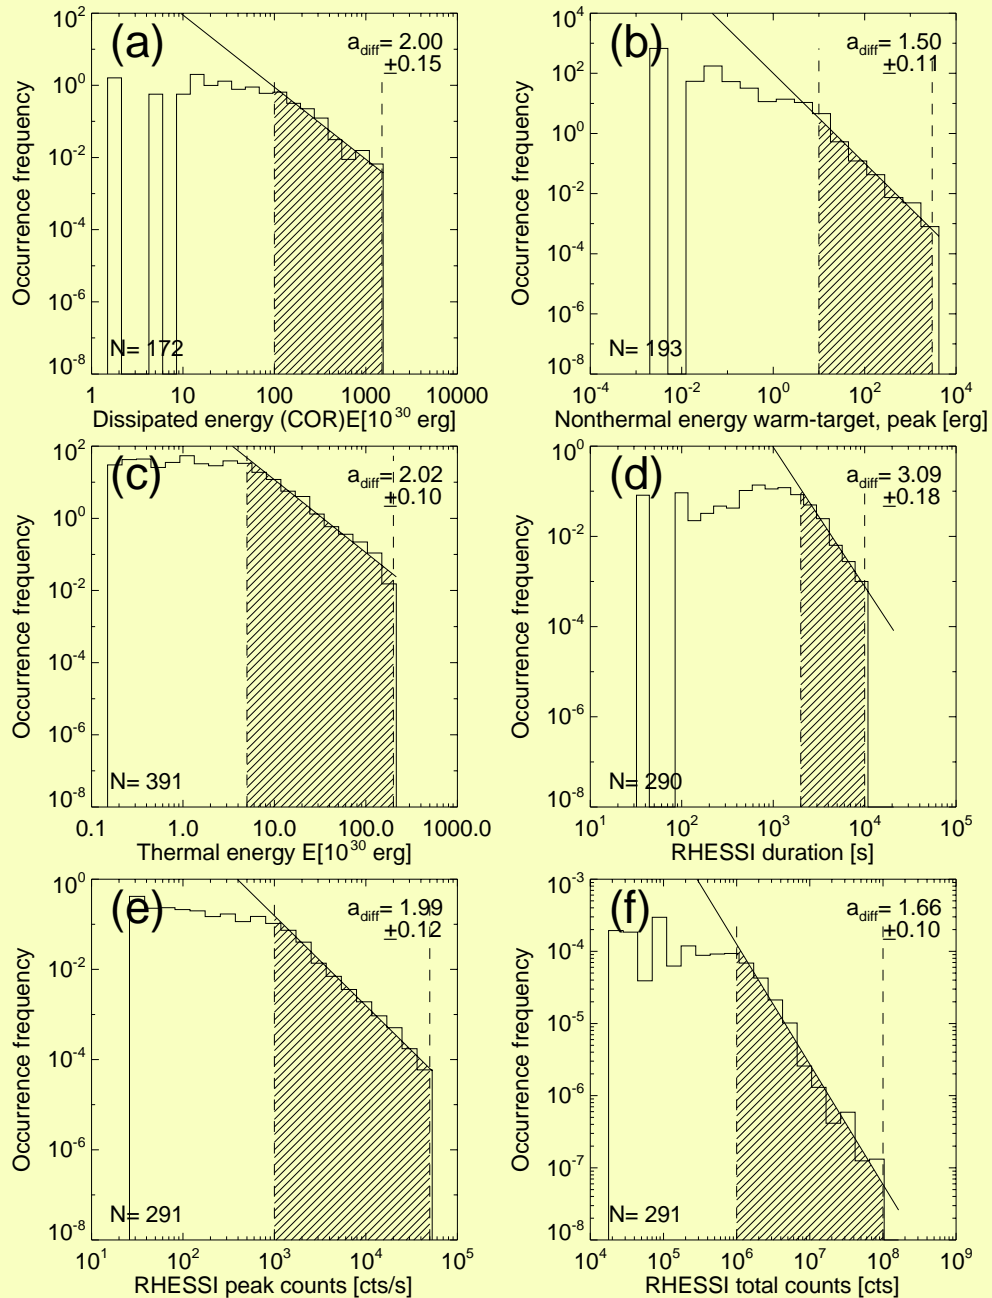 (a)
a_diff = 2.00
±0.15
10^2
10^0
10^-2
10^-4
10^-6
10^-8
Occurrence frequency
N= 172
1 10 100 1000 10000
Dissipated energy (COR)E[10^30 erg]
(b)
a_diff = 1.50
±0.11
10^4
10^2
10^0
10^-2
10^-4
10^-6
10^-8
Occurrence frequency
N= 193
10^-4 10^-2 10^0 10^2 10^4
Nonthermal energy warm-target, peak [erg]
(c)
a_diff = 2.02
±0.10
10^2
10^0
10^-2
10^-4
10^-6
10^-8
Occurrence frequency
N= 391
0.1 1.0 10.0 100.0 1000.0
Thermal energy E[10^30 erg]
(d)
a_diff = 3.09
±0.18
10^0
10^-2
10^-4
10^-6
10^-8
Occurrence frequency
N= 290
10^1 10^2 10^3 10^4 10^5
RHESSI duration [s]
(e)
a_diff = 1.99
±0.12
10^0
10^-2
10^-4
10^-6
10^-8
Occurrence frequency
N= 291
10^1 10^2 10^3 10^4 10^5
RHESSI peak counts [cts/s]
(f)
a_diff = 1.66
±0.10
10^-3
10^-4
10^-5
10^-6
10^-7
10^-8
Occurrence frequency
N= 291
10^4 10^5 10^6 10^7 10^8 10^9
RHESSI total counts [cts]